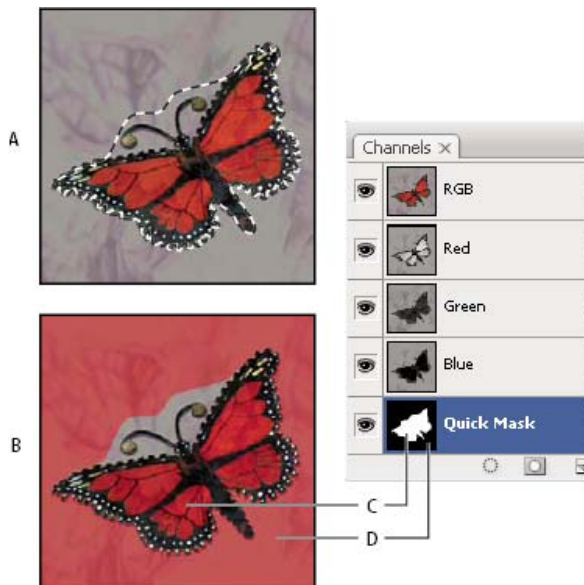 A
Channels ×
RGB
Red
Green
Blue
B
Quick Mask
C
D